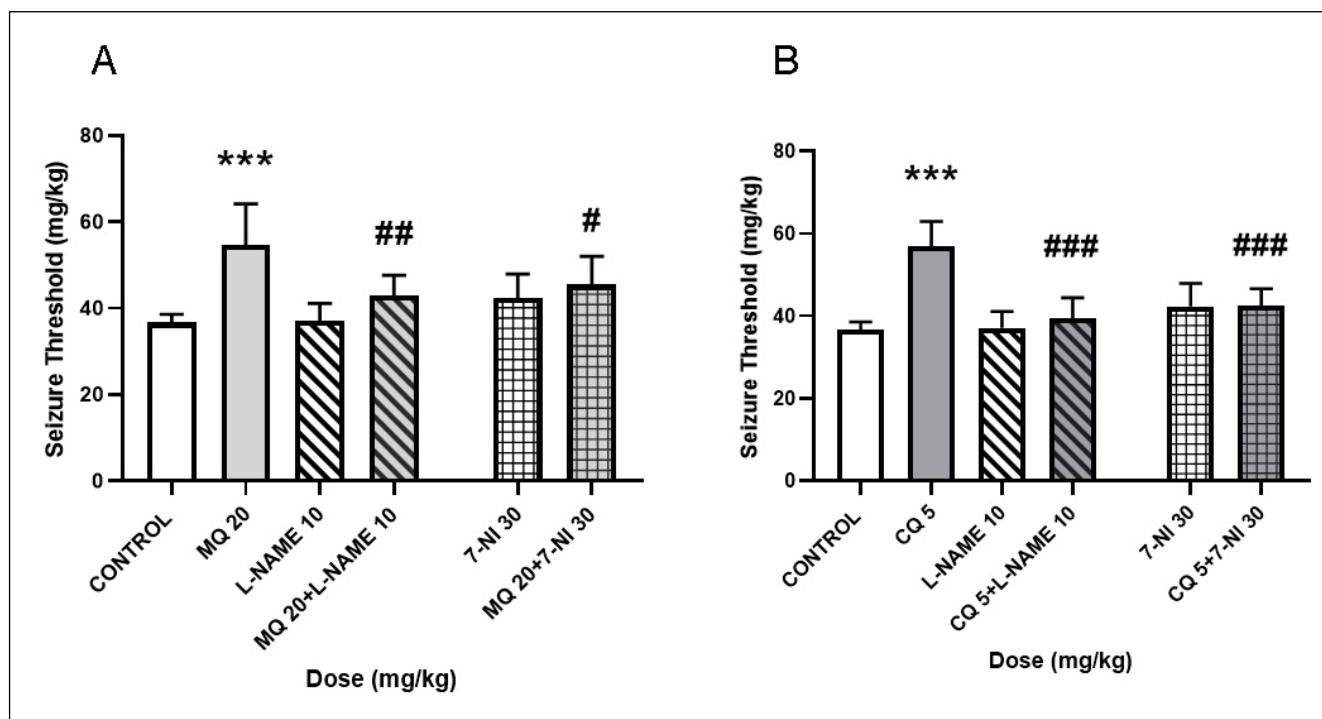 A
Seizure Threshold (mg/kg)
80
60
40
20
0
***
##
#
CONTROL
MQ 20
L-NAME 10
MQ 20+L-NAME 10
7-NI 30
MQ 20+7-NI 30
Dose (mg/kg)
B
Seizure Threshold (mg/kg)
80
60
40
20
0
***
###
###
CONTROL
CQ 5
L-NAME 10
CQ 5+L-NAME 10
7-NI 30
CQ 5+7-NI 30
Dose (mg/kg)